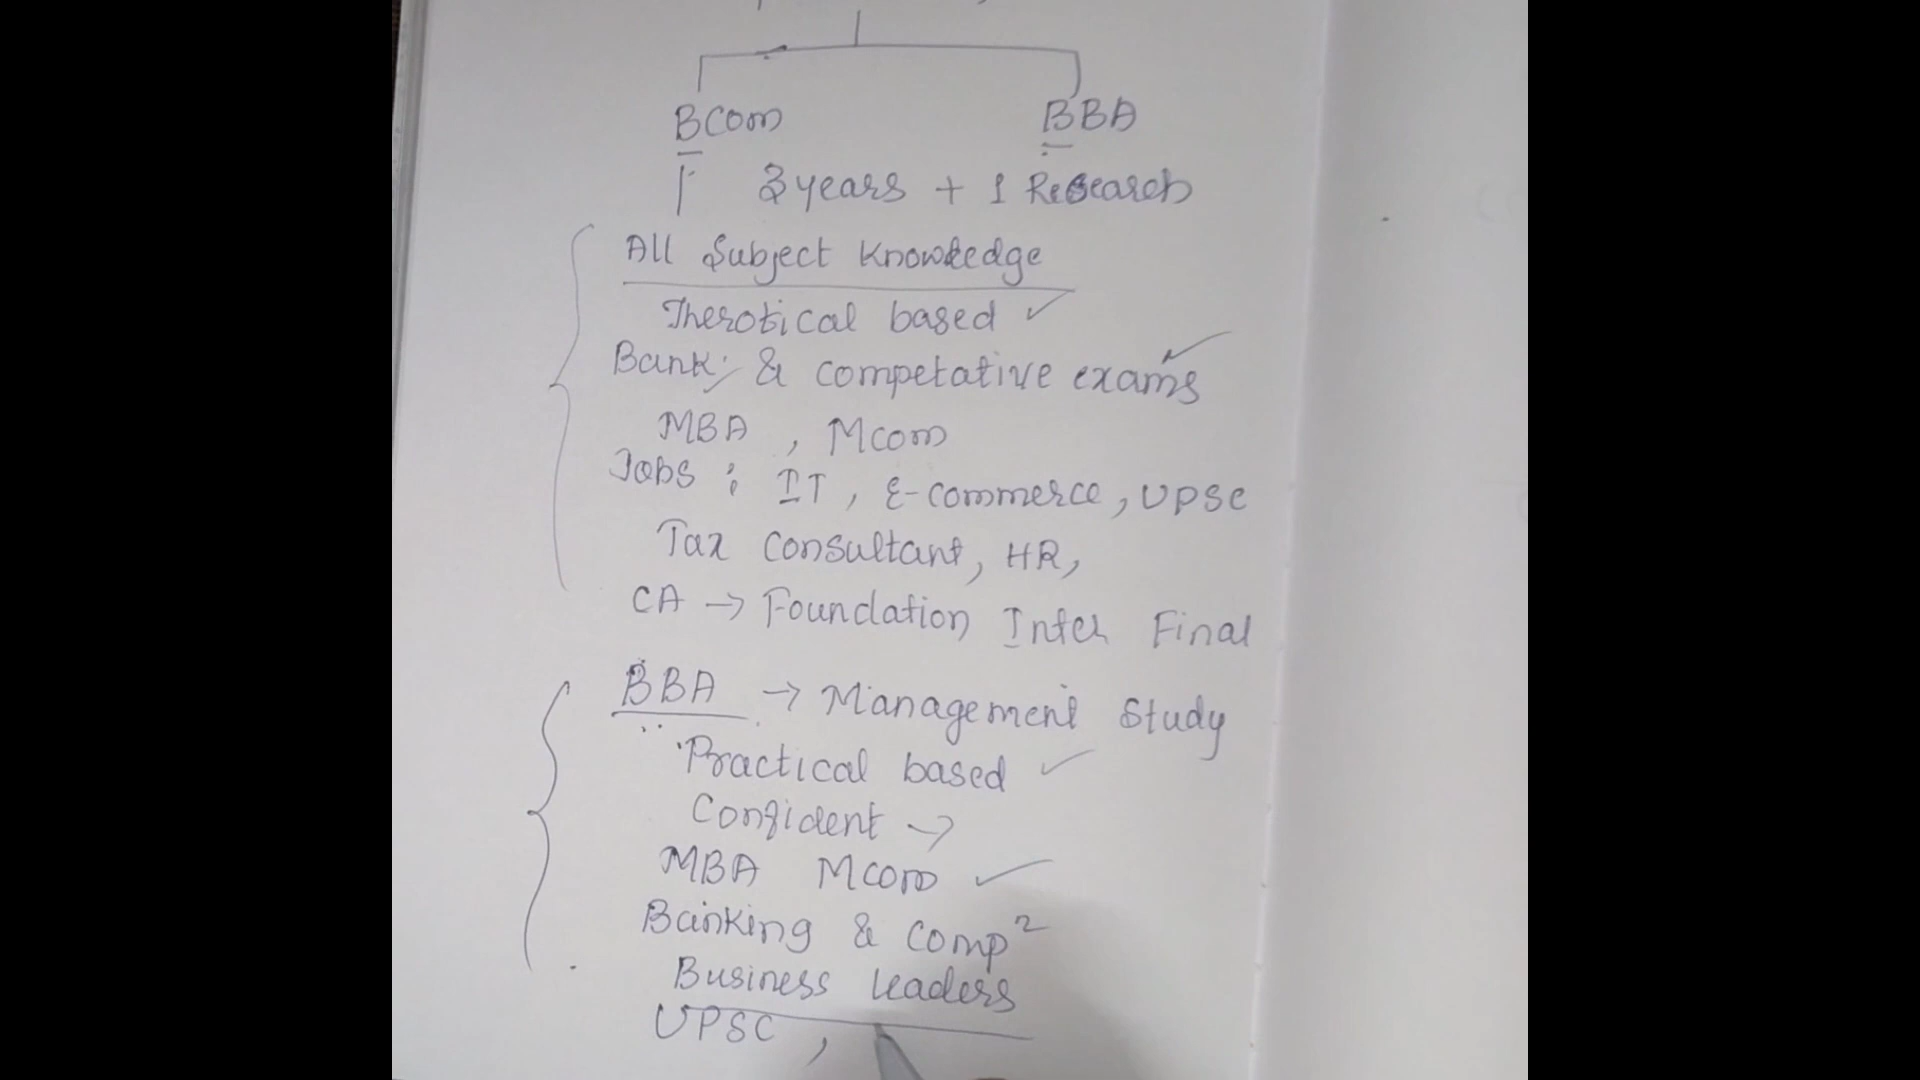 BCom BBA
3 years + 1 Research
All Subject Knowledge
Therotical based ✓
Bank & competative exams ✓
MBA , Mcom
Jobs : IT , E-commerce , UPSC
Tax consultant, HR,
CA → Foundation Inter Final
BBA → Management Study
Practical based ✓
Confident →
MBA Mcom ✓
Banking & comp²
Business leaders
UPSC ,